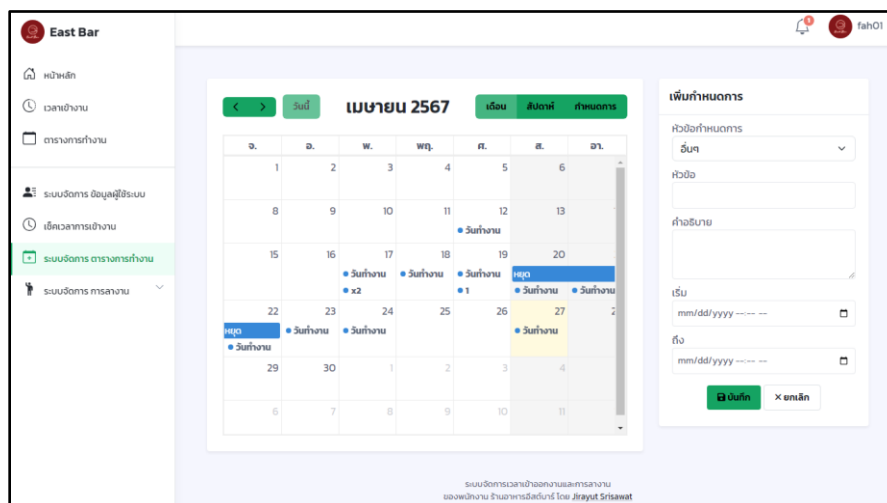 East Bar
1
fah01
หน้าหลัก
เวลาเข้างาน
ตารางการทำงาน
ระบบจัดการ ข้อมูลผู้ใช้ระบบ
เช็คเวลาการเข้างาน
ระบบจัดการ ตารางการทำงาน
ระบบจัดการ การลางาน
วันนี้
เมษายน 2567
เดือน สัปดาห์ กำหนดการ
จ. อ. พ. พฤ. ศ. ส. อา.
1 2 3 4 5 6
8 9 10 11 12 13
วันทำงาน
15 16 17 18 19 20
วันทำงาน วันทำงาน วันทำงาน หยุด
x2 1 วันทำงาน วันทำงาน
22 23 24 25 26 27 2
หยุด วันทำงาน วันทำงาน วันทำงาน
วันทำงาน
29 30 1 2 3 4
6 7 8 9 10 11
เพิ่มกำหนดการ
หัวข้อกำหนดการ
อื่นๆ
หัวข้อ
คำอธิบาย
เริ่ม
mm/dd/yyyy --:-- --
ถึง
mm/dd/yyyy --:-- --
บันทึก × ยกเลิก
ระบบจัดการเวลาเข้าออกงานและการลางาน
ของพนักงาน ร้านอาหารอีสต์บาร์ โดย Jirayut Srisawat